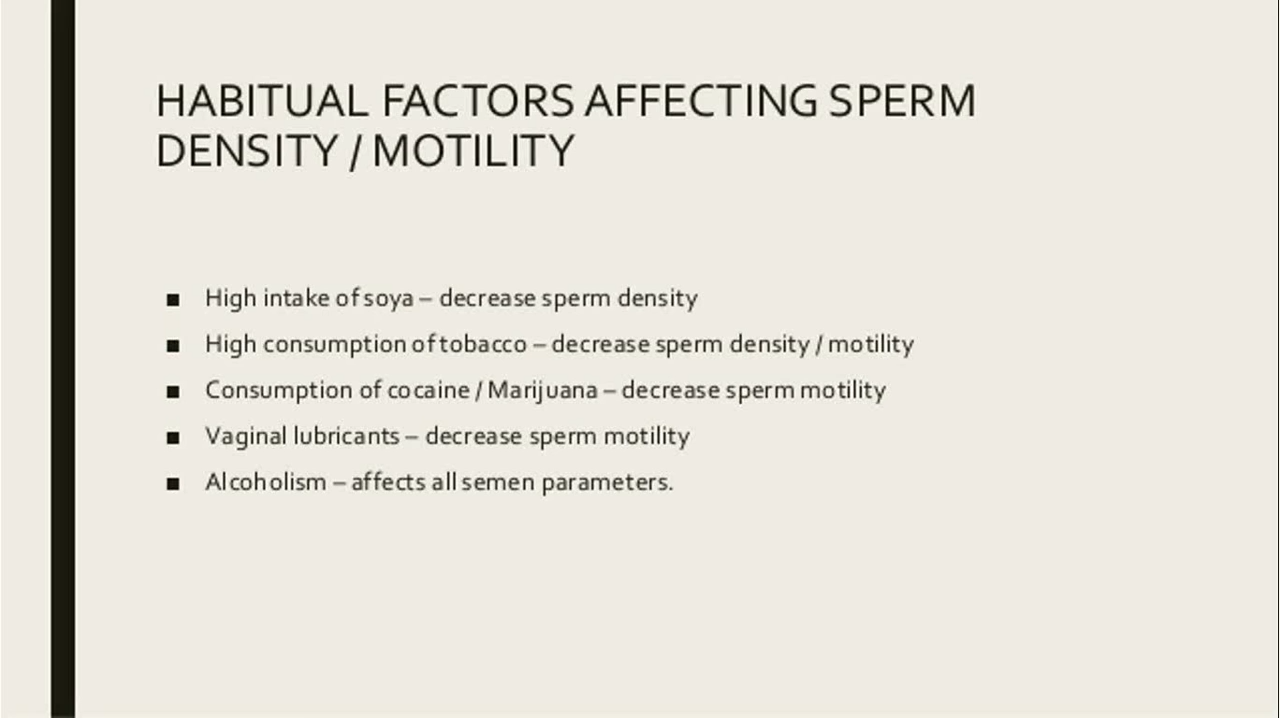 HABITUAL FACTORS AFFECTING SPERM
DENSITY / MOTILITY
■ High intake of soya – decrease sperm density
■ High consumption of tobacco – decrease sperm density / motility
■ Consumption of cocaine / Marijuana – decrease sperm motility
■ Vaginal lubricants – decrease sperm motility
■ Alcoholism – affects all semen parameters.